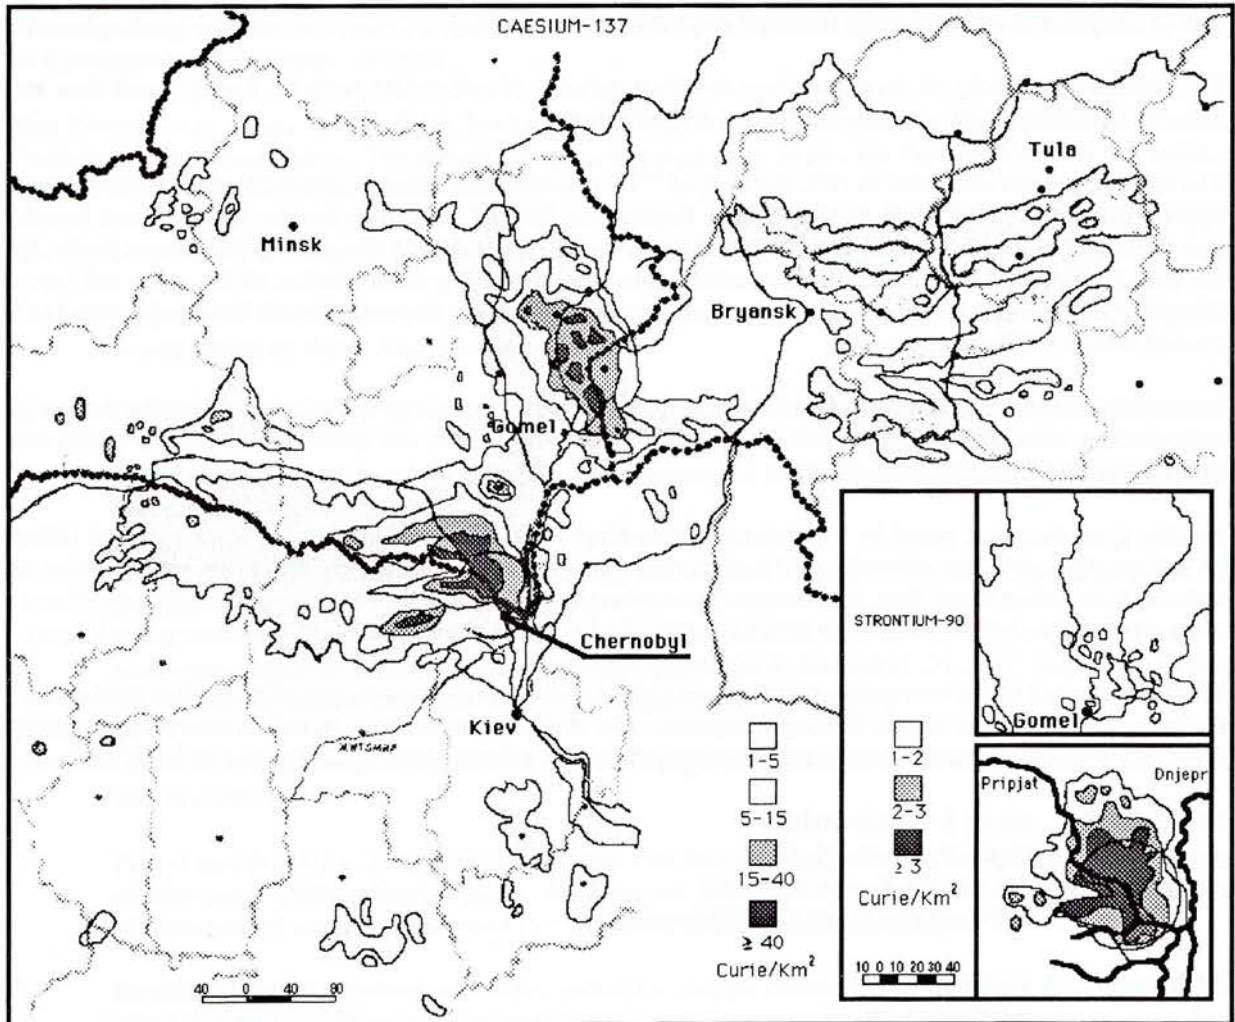 CAESIUM-137
Tula
Minsk
Bryansk
Gomel
STRONTIUM-90
Gomel
Chernobyl
Kiev
Pripjat
Dnjepr
1-5
5-15
15-40
≥ 40
Curie/Km²
1-2
2-3
≥ 3
Curie/Km²
40 0 40 80
10 0 10 20 30 40